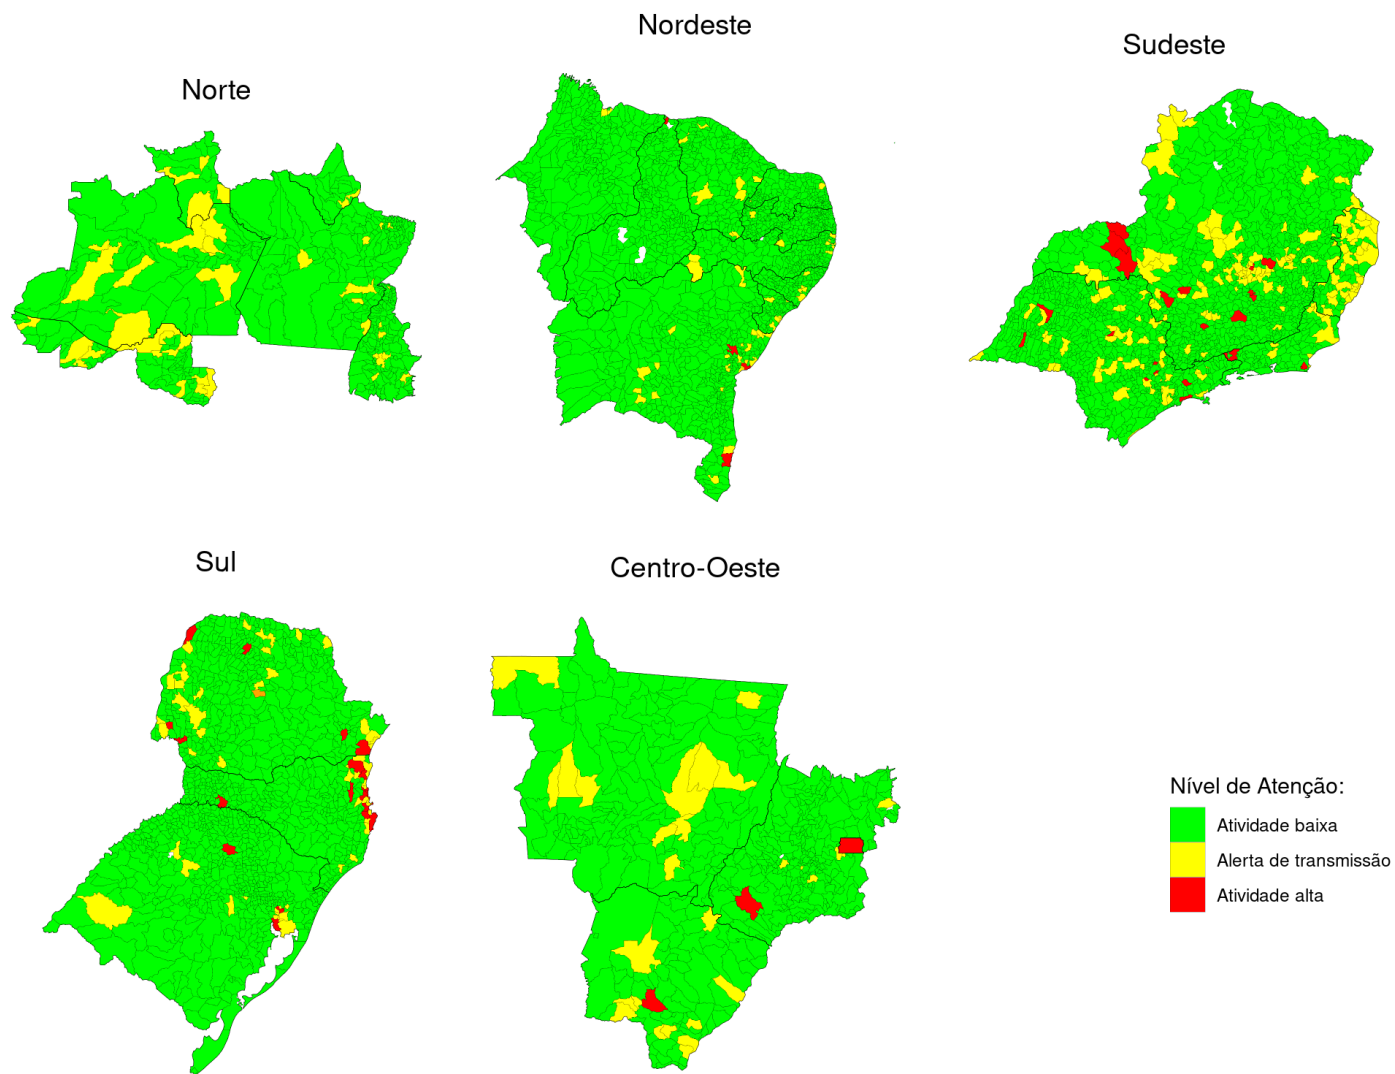 Nordeste
Sudeste
Norte
Sul
Centro-Oeste
Nível de Atenção:
Atividade baixa
Alerta de transmissão
Atividade alta